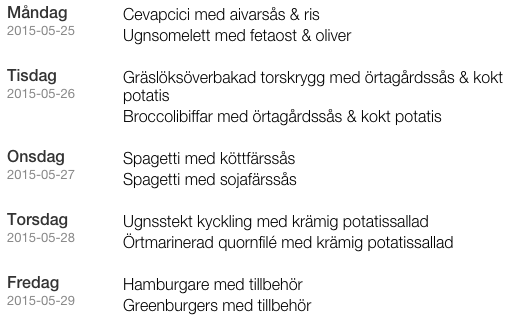 Måndag
2015-05-25
Cevapcici med aivarsås & ris
Ugnsomelett med fetaost & oliver
Tisdag
2015-05-26
Gräslöksöverbakad torskrygg med örtagårdssås & kokt
potatis
Broccolibiffar med örtagårdssås & kokt potatis
Onsdag
2015-05-27
Spagetti med köttfärssås
Spagetti med sojafärssås
Torsdag
2015-05-28
Ugnsstekt kyckling med krämig potatissallad
Örtmarinerad quornfilé med krämig potatissallad
Fredag
2015-05-29
Hamburgare med tillbehör
Greenburgers med tillbehör